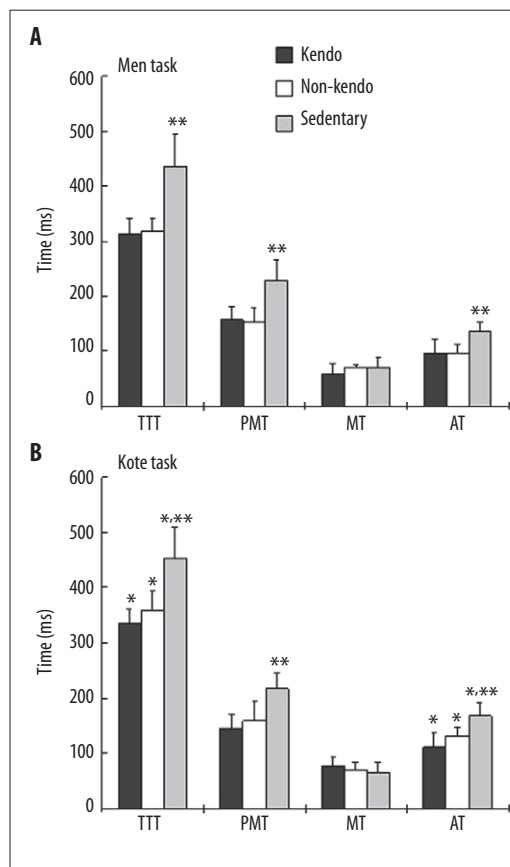 A
Men task
Kendo
Non-kendo
Sedentary
Time (ms)
600
500
400
300
200
100
0
**
**
**
TTT
PMT
MT
AT
B
Kote task
Time (ms)
600
500
400
300
200
100
0
*
*
*,**
**
*
*
*,**
TTT
PMT
MT
AT